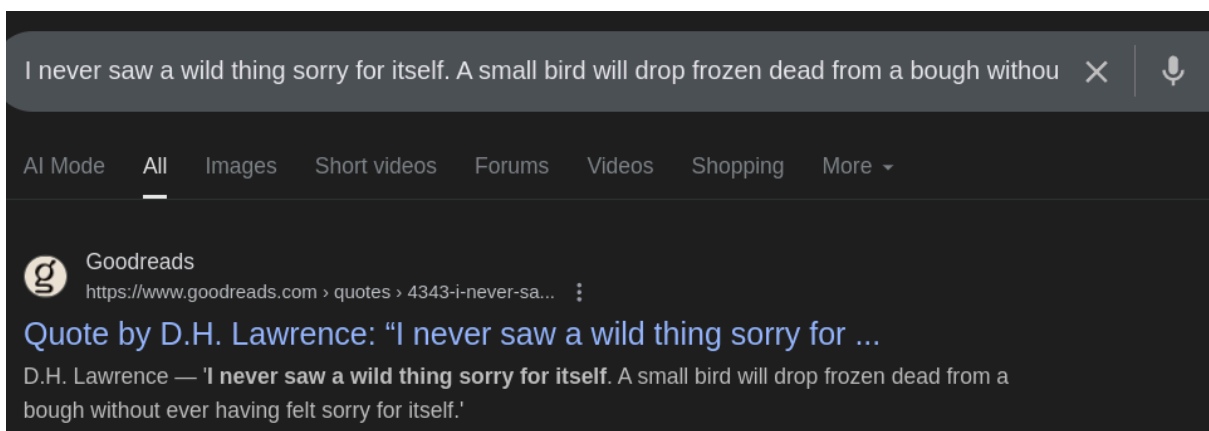 I never saw a wild thing sorry for itself. A small bird will drop frozen dead from a bough withou
AI Mode All Images Short videos Forums Videos Shopping More
Goodreads
https://www.goodreads.com › quotes › 4343-i-never-sa...
Quote by D.H. Lawrence: “I never saw a wild thing sorry for ...
D.H. Lawrence — 'I never saw a wild thing sorry for itself. A small bird will drop frozen dead from a
bough without ever having felt sorry for itself.'